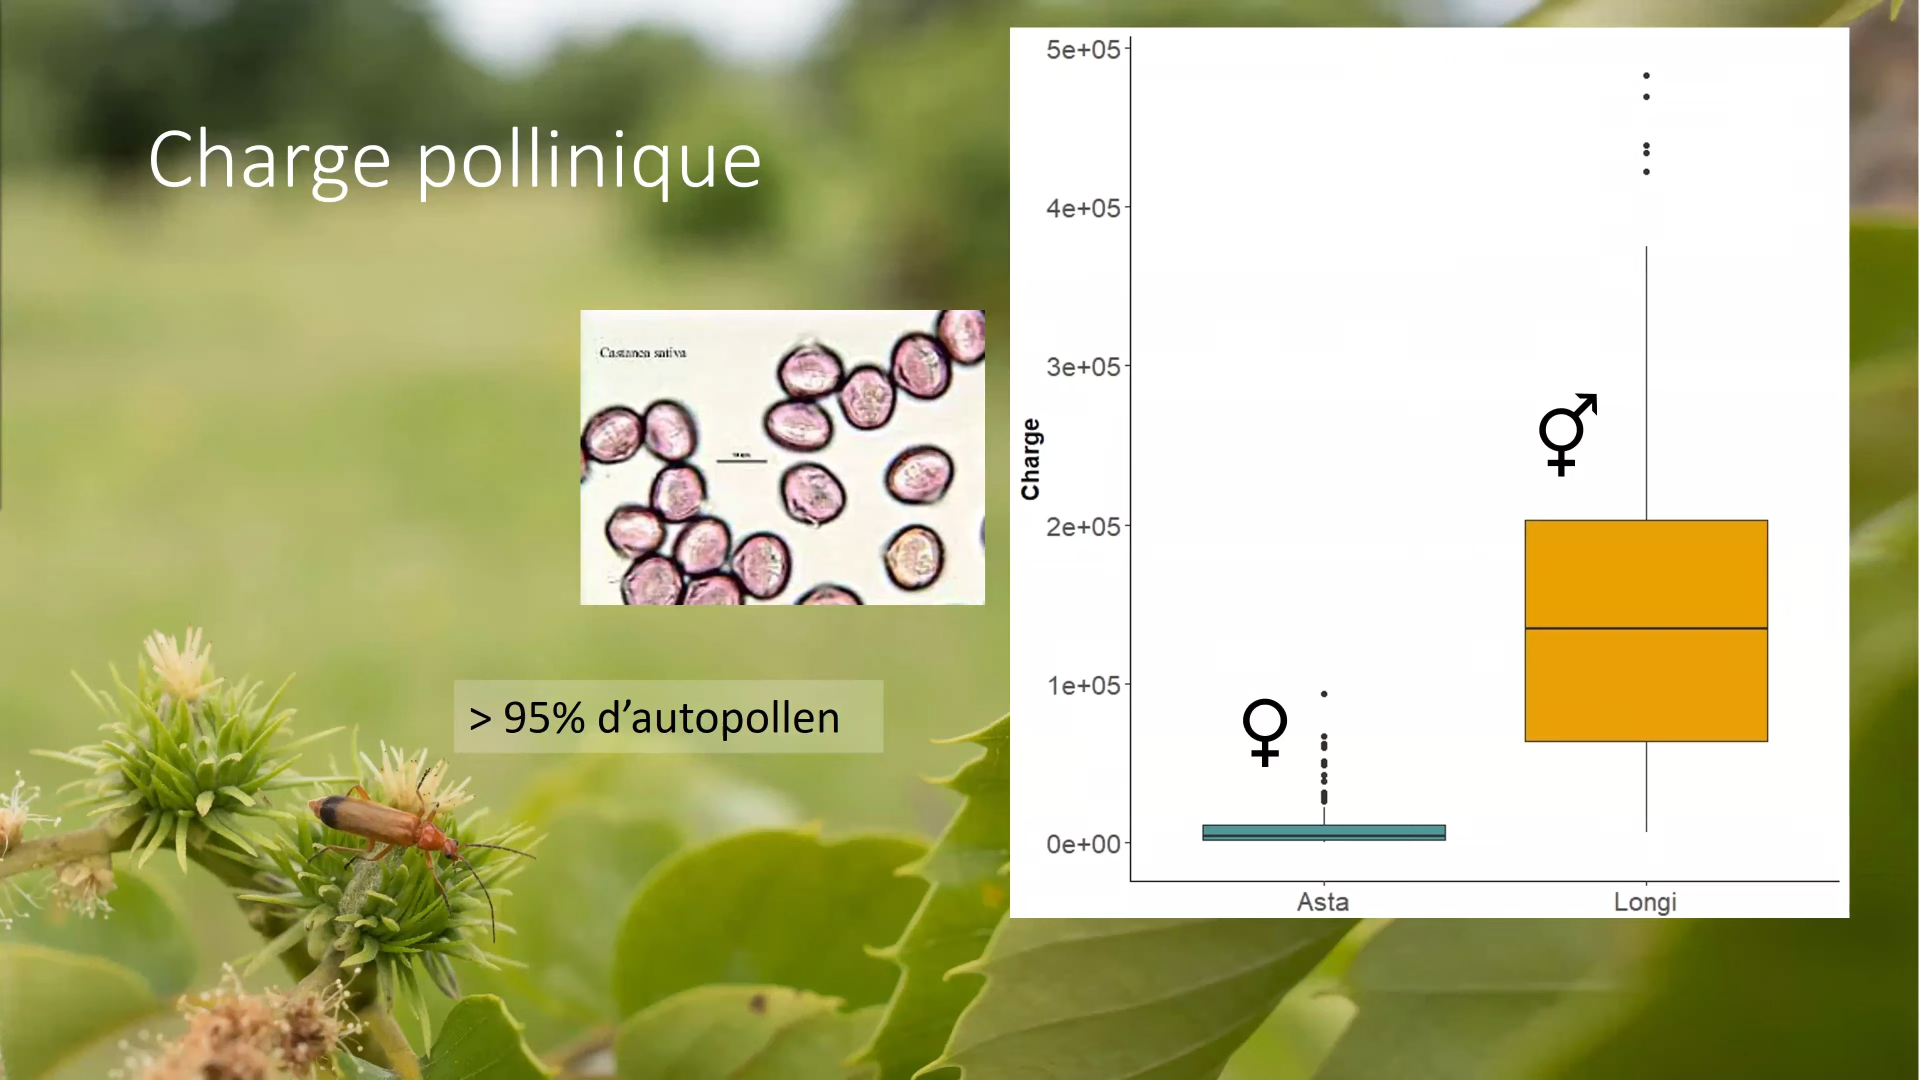 Charge pollinique
Castanea sativa
> 95% d’autopollen
Charge
5e+05
4e+05
3e+05
2e+05
1e+05
0e+00
Asta
Longi